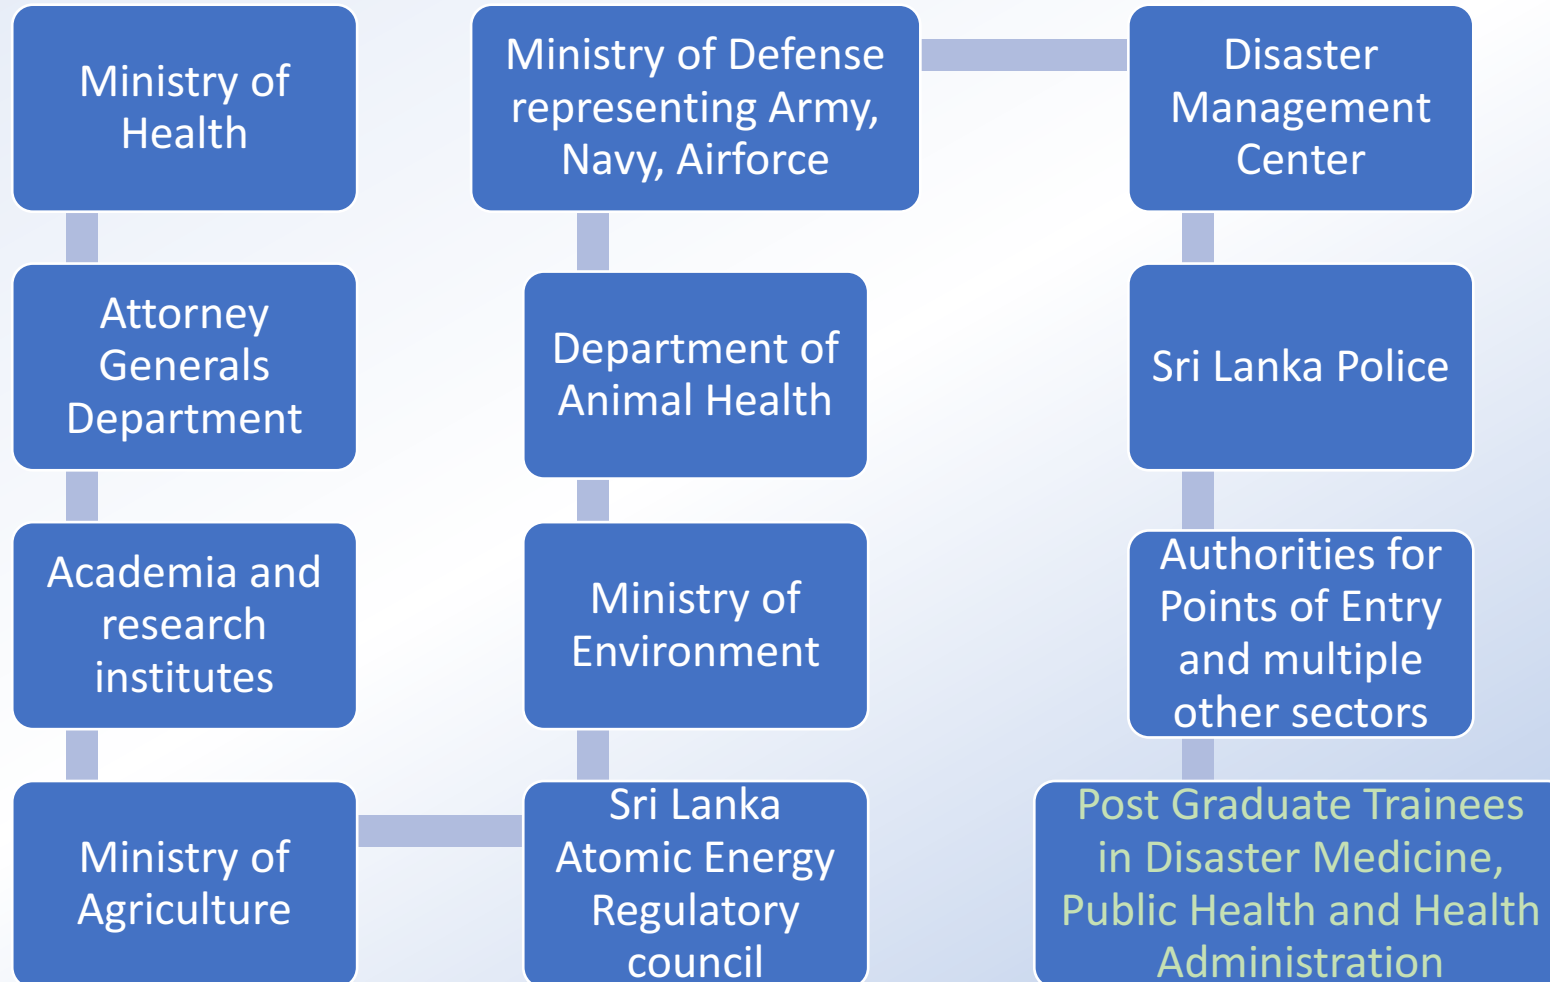 Ministry of
Health
Attorney
Generals
Department
Academia and
research
institutes
Ministry of
Agriculture
Sri Lanka
Atomic Energy
Regulatory
council
Ministry of
Environment
Department of
Animal Health
Ministry of Defense
representing Army,
Navy, Airforce
Disaster
Management
Center
Sri Lanka Police
Authorities for
Points of Entry
and multiple
other sectors
Post Graduate Trainees
in Disaster Medicine,
Public Health and Health
Administration